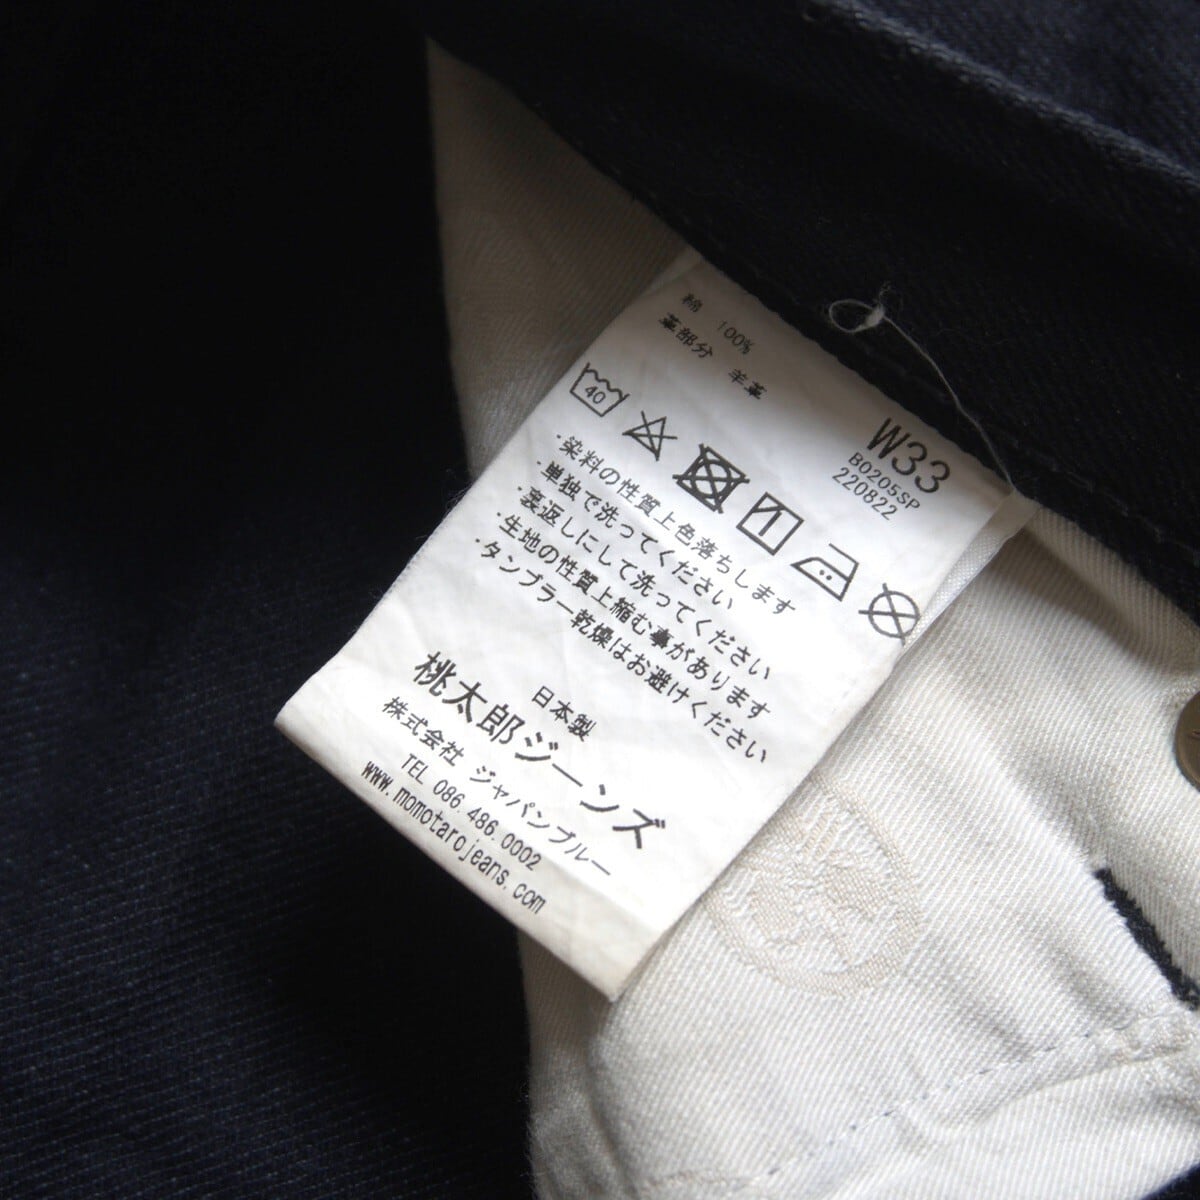 綿 100%
革部分 羊革
W33
B0205SP
220822
40
・染料の性質上色落ちします
・単独で洗ってください
・裏返しにして洗ってください
・生地の性質上縮む事があります
・タンブラー乾燥はお避けください
日本製
桃太郎ジーンズ
株式会社 ジャパンブルー
TEL 086.486.0002
www.momotarojeans.com